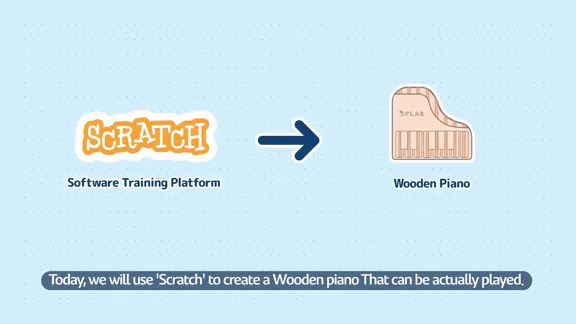 SCRATCH
Software Training Platform
Wooden Piano
Today, we will use 'Scratch' to create a Wooden piano That can be actually played.